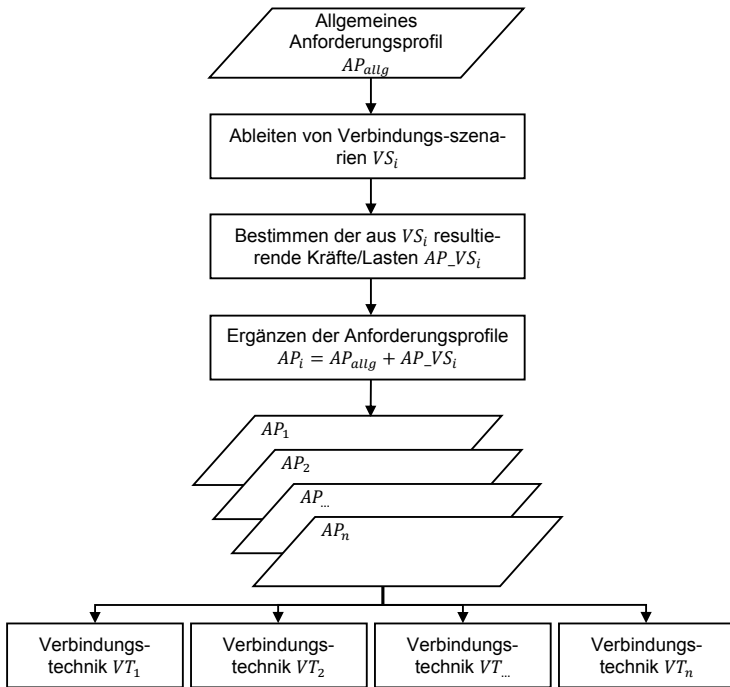 Allgemeines
Anforderungsprofil
AP_allg
Ableiten von Verbindungs-szena-
rien VS_i
Bestimmen der aus VS_i resultie-
rende Kräfte/Lasten AP_VS_i
Ergänzen der Anforderungsprofile
AP_i = AP_allg + AP_VS_i
AP_1
AP_2
AP_...
AP_n
Verbindungs-
technik VT_1
Verbindungs-
technik VT_2
Verbindungs-
technik VT_...
Verbindungs-
technik VT_n